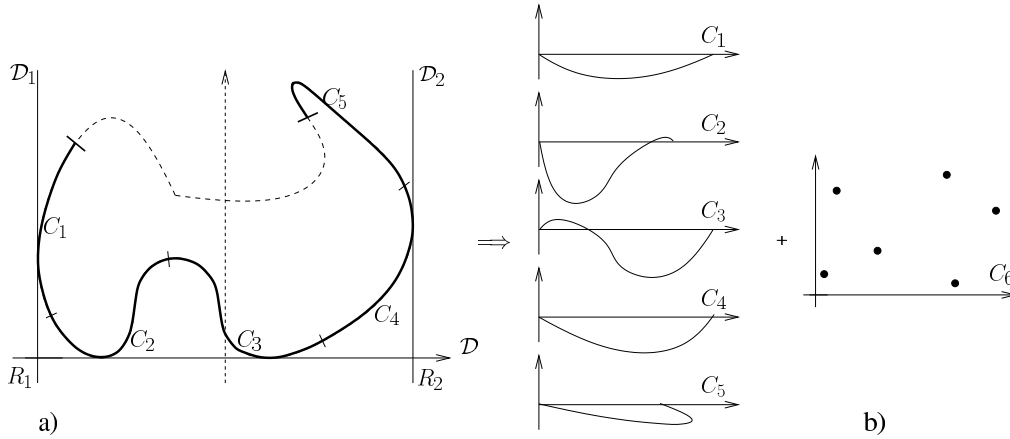 𝒟₁
𝒟₂
C₅
C₁
C₂
C₃
C₄
𝒟
R₁
R₂
a)
⟹
C₁
C₂
C₃
C₄
C₅
+
C₆
b)